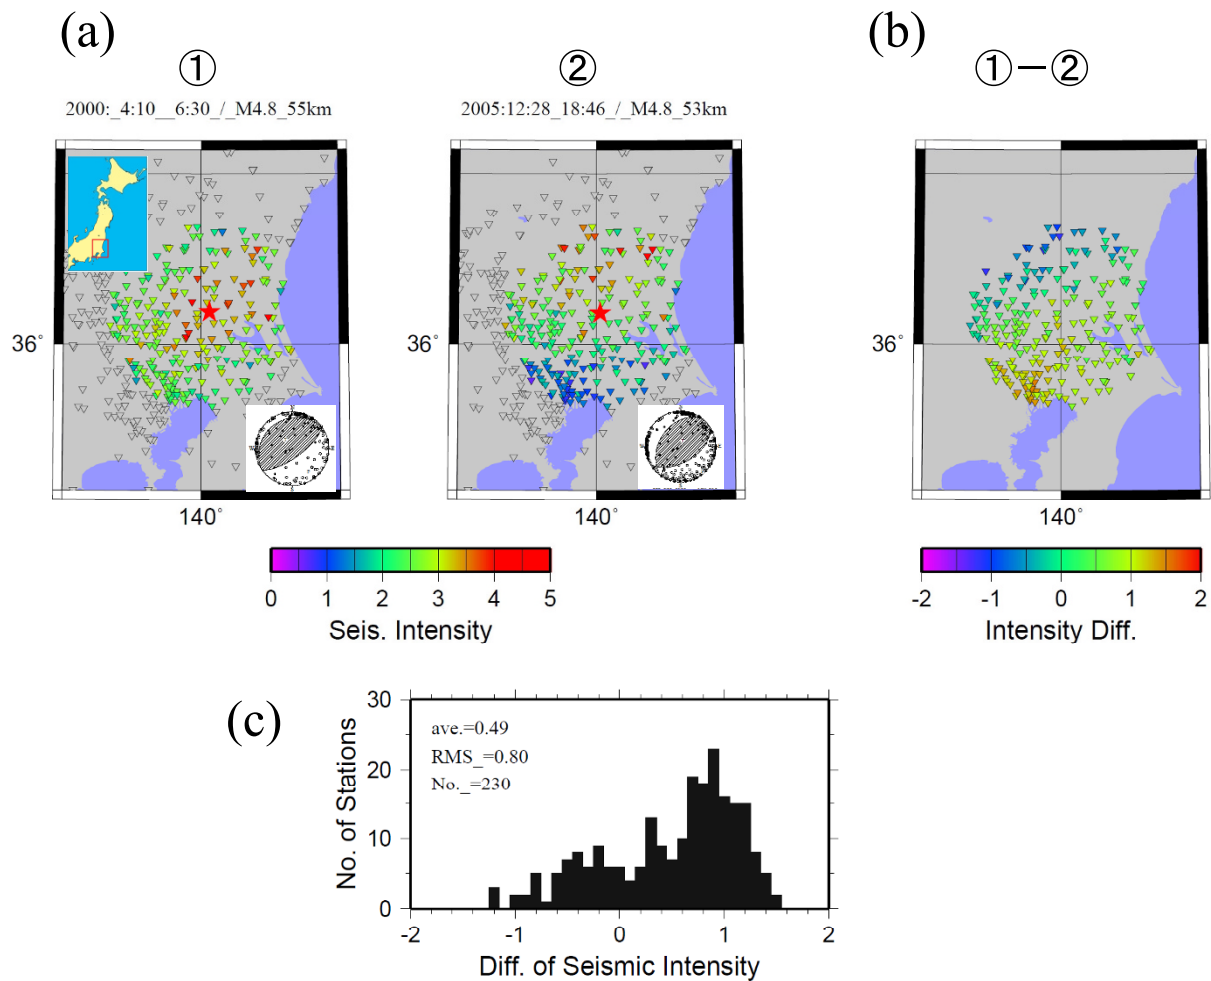 (a)
(b)
① ② ①−②
2000:_4:10__6:30_/_M4.8_55km
2005:12:28_18:46_/_M4.8_53km
36°
36°
36°
140°
140°
140°
0 1 2 3 4 5
Seis. Intensity
-2 -1 0 1 2
Intensity Diff.
(c)
30
20
10
0
No. of Stations
ave.=0.49
RMS_=0.80
No._=230
-2 -1 0 1 2
Diff. of Seismic Intensity